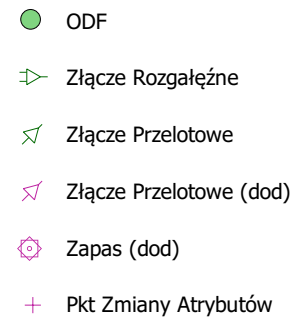 ODF
Złącze Rozgałęźne
Złącze Przelotowe
Złącze Przelotowe (dod)
Zapas (dod)
Pkt Zmiany Atrybutów